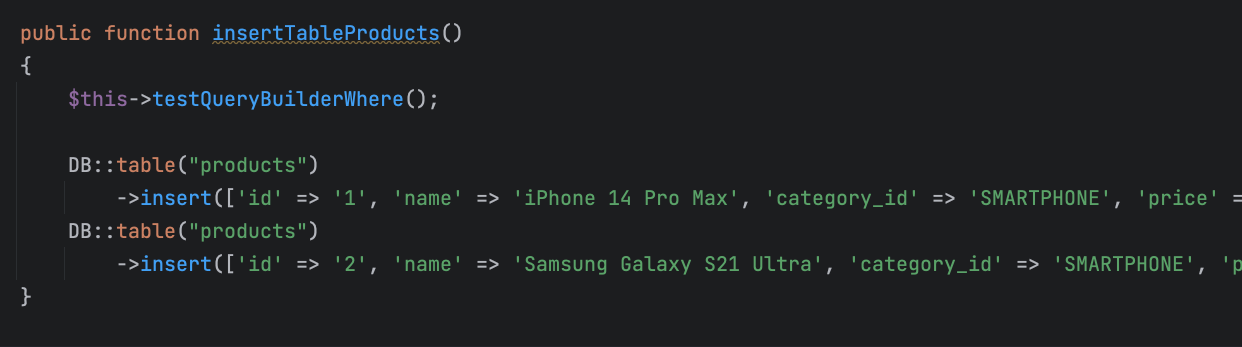 public function insertTableProducts()
{
    $this->testQueryBuilderWhere();
    DB::table("products")
        ->insert(['id' => '1', 'name' => 'iPhone 14 Pro Max', 'category_id' => 'SMARTPHONE', 'price' =
    DB::table("products")
        ->insert(['id' => '2', 'name' => 'Samsung Galaxy S21 Ultra', 'category_id' => 'SMARTPHONE', 'p
}